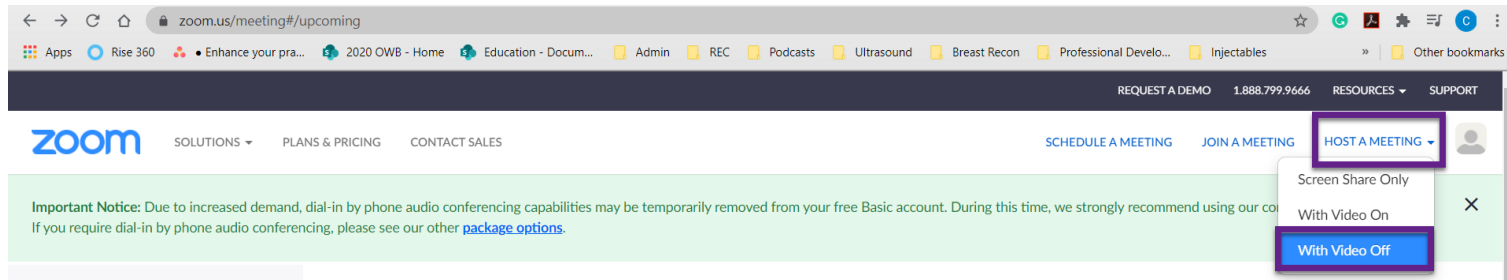 zoom.us/meeting#/upcoming
Apps Rise 360 • Enhance your pra... 2020 OWB - Home Education - Docum... Admin REC Podcasts Ultrasound Breast Recon Professional Develo... Injectables » Other bookmarks
REQUEST A DEMO 1.888.799.9666 RESOURCES SUPPORT
zoom SOLUTIONS PLANS & PRICING CONTACT SALES SCHEDULE A MEETING JOIN A MEETING HOST A MEETING
Screen Share Only
Important Notice: Due to increased demand, dial-in by phone audio conferencing capabilities may be temporarily removed from your free Basic account. During this time, we strongly recommend using our
With Video On
If you require dial-in by phone audio conferencing, please see our other package options.
With Video Off